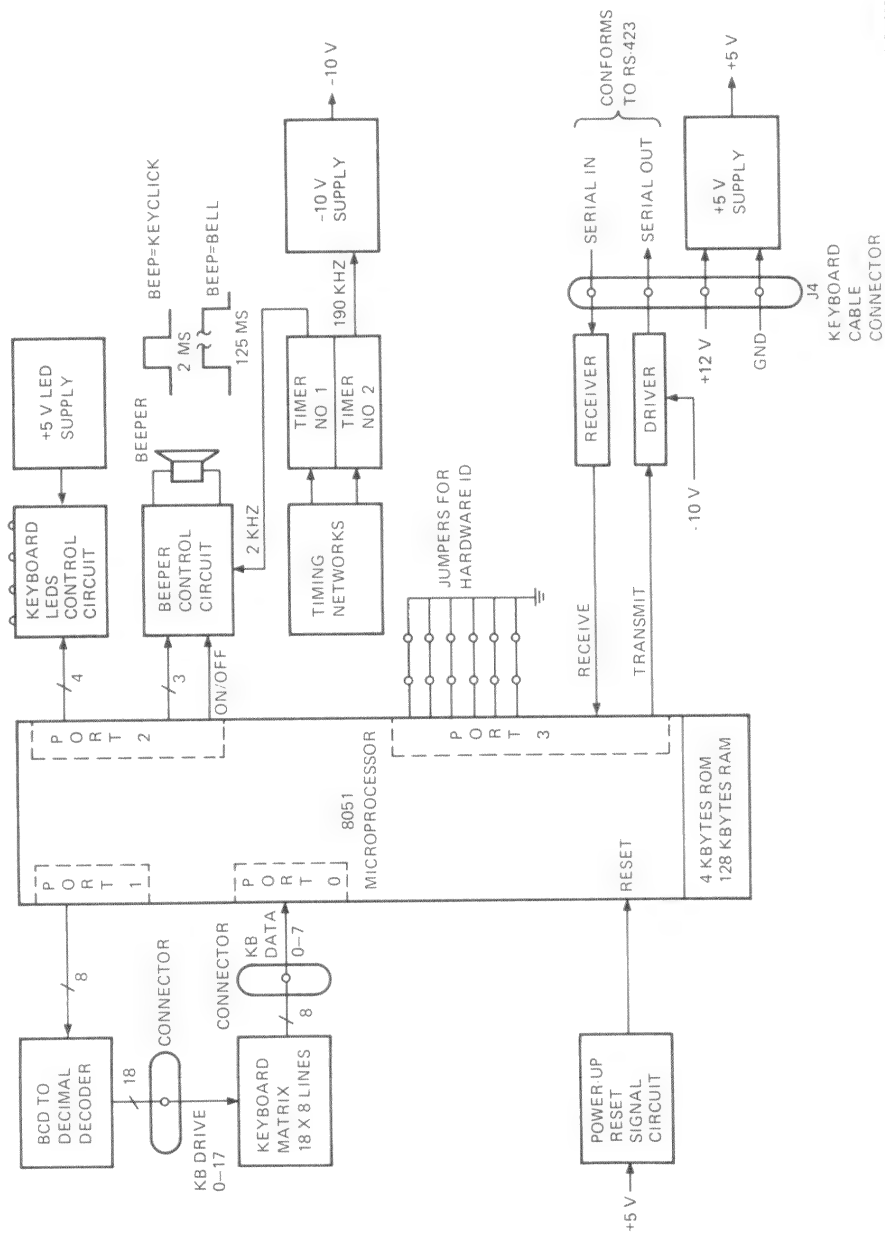 BCD TO
DECIMAL
DECODER
8
18
CONNECTOR
KB DRIVE
0–17
KEYBOARD
MATRIX
18 X 8 LINES
8
CONNECTOR
KB
DATA
0–7
POWER-UP
RESET
SIGNAL
CIRCUIT
+5 V
PORT 1
PORT 0
8051
MICROPROCESSOR
RESET
4 KBYTES ROM
128 KBYTES RAM
PORT 2
PORT 3
4
KEYBOARD
LEDS
CONTROL
CIRCUIT
+5 V LED
SUPPLY
3
ON/OFF
BEEPER
CONTROL
CIRCUIT
BEEPER
2 MS
BEEP=KEYCLICK
125 MS
BEEP=BELL
2 KHZ
TIMING
NETWORKS
TIMER
NO 1
TIMER
NO 2
190 KHZ
-10 V
SUPPLY
-10 V
JUMPERS FOR
HARDWARE ID
RECEIVE
TRANSMIT
RECEIVER
DRIVER
-10 V
SERIAL IN
SERIAL OUT
CONFORMS
TO RS-423
+12 V
GND
+5 V
SUPPLY
+5 V
J4
KEYBOARD
CABLE
CONNECTOR